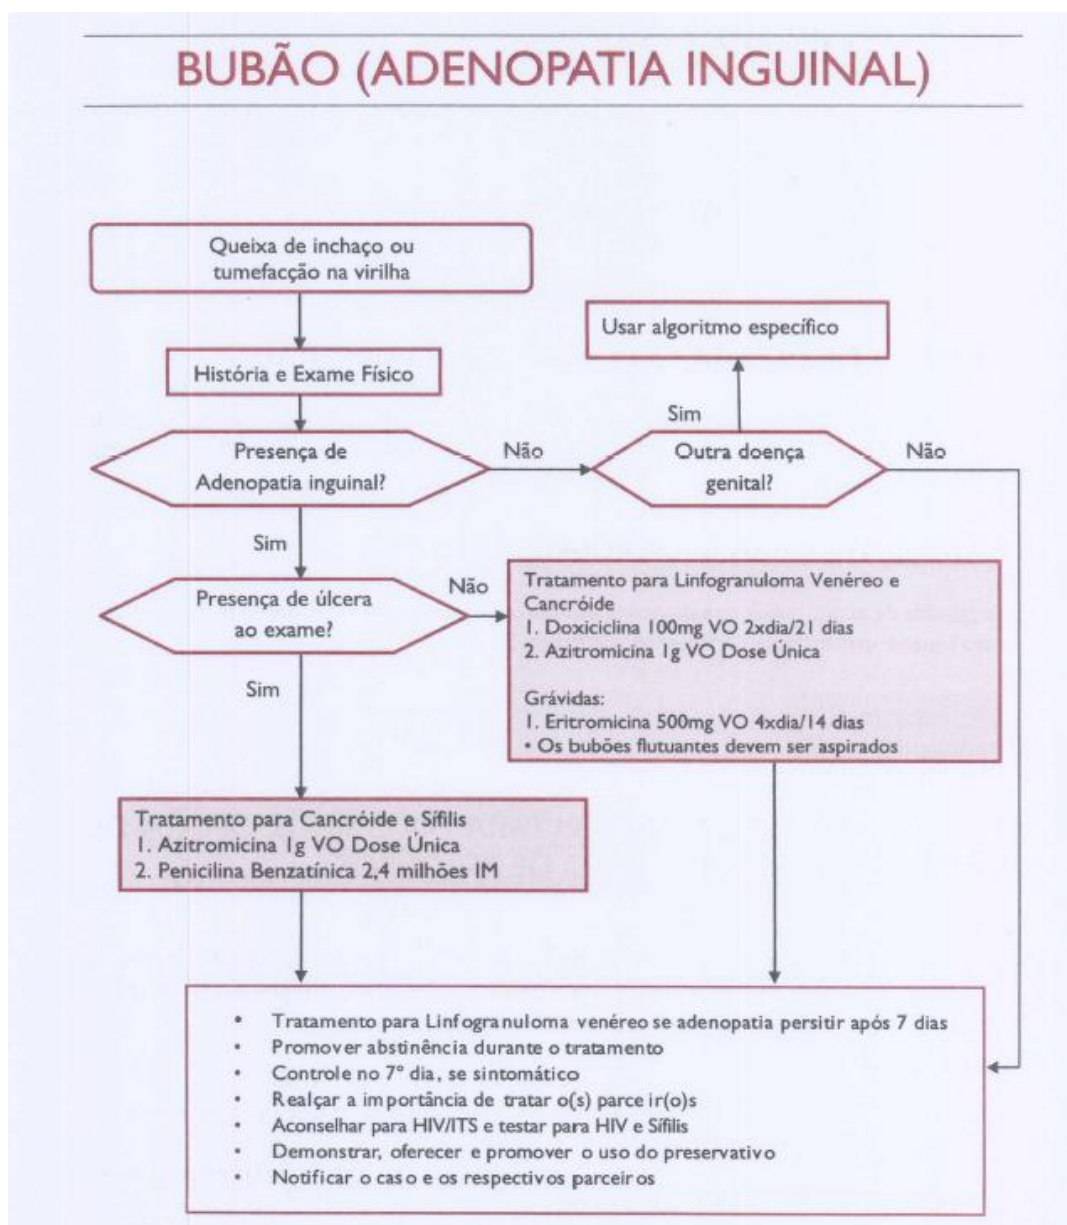 BUBÃO (ADENOPATIA INGUINAL)
Queixa de inchaço ou
tumefacção na virilha
Usar algoritmo específico
História e Exame Físico
Sim
Presença de
Adenopatia inguinal?
Não
Outra doença
genital?
Não
Sim
Presença de úlcera
ao exame?
Não
Tratamento para Linfogranuloma Venéreo e
Cancróide
1. Doxiciclina 100mg VO 2xdia/21 dias
2. Azitromicina 1g VO Dose Única
Grávidas:
1. Eritromicina 500mg VO 4xdia/14 dias
• Os bubões flutuantes devem ser aspirados
Sim
Tratamento para Cancróide e Sífilis
1. Azitromicina 1g VO Dose Única
2. Penicilina Benzatínica 2,4 milhões IM
• Tratamento para Linfogranuloma venéreo se adenopatia persitir após 7 dias
• Promover abstinência durante o tratamento
• Controle no 7º dia, se sintomático
• Realçar a importância de tratar o(s) parce ir(o)s
• Aconselhar para HIV/ITS e testar para HIV e Sífilis
• Demonstrar, oferecer e promover o uso do preservativo
• Notificar o caso e os respectivos parceiros